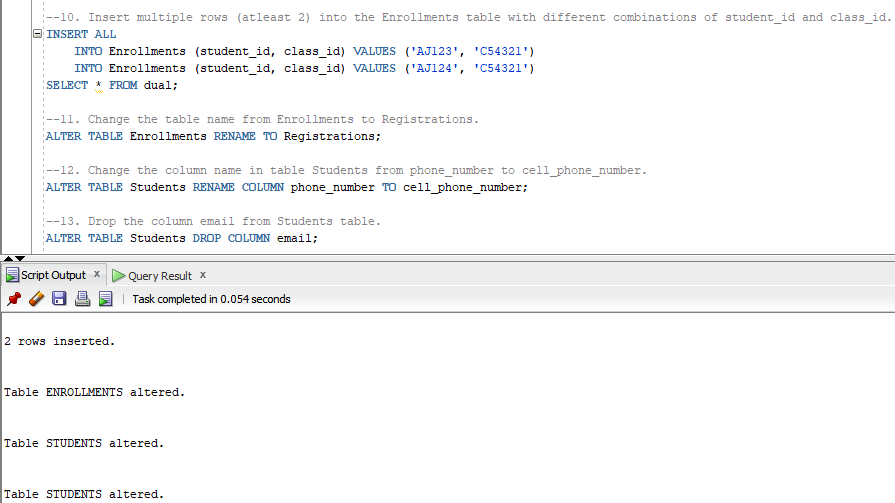 --10. Insert multiple rows (atleast 2) into the Enrollments table with different combinations of student_id and class_id.
INSERT ALL
INTO Enrollments (student_id, class_id) VALUES ('AJ123', 'C54321')
INTO Enrollments (student_id, class_id) VALUES ('AJ124', 'C54321')
SELECT * FROM dual;
--11. Change the table name from Enrollments to Registrations.
ALTER TABLE Enrollments RENAME TO Registrations;
--12. Change the column name in table Students from phone_number to cell_phone_number.
ALTER TABLE Students RENAME COLUMN phone_number TO cell_phone_number;
--13. Drop the column email from Students table.
ALTER TABLE Students DROP COLUMN email;
Script Output x Query Result x
Task completed in 0.054 seconds
2 rows inserted.
Table ENROLLMENTS altered.
Table STUDENTS altered.
Table STUDENTS altered.